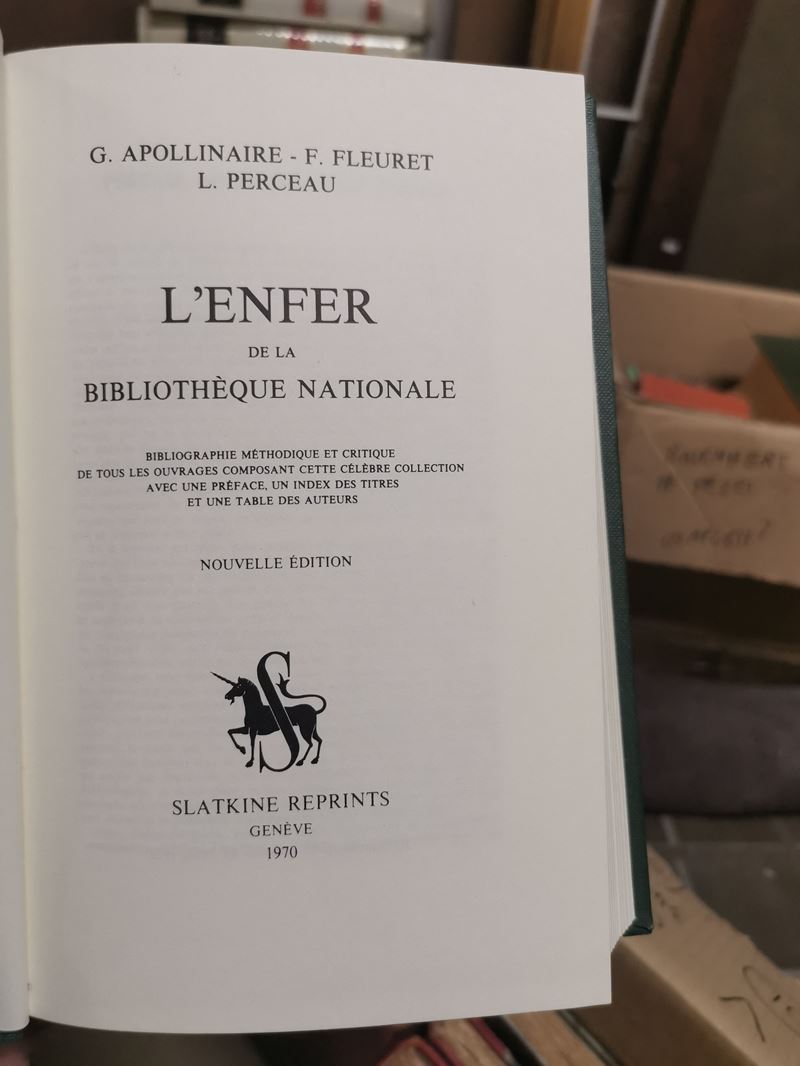 G. APOLLINAIRE - F. FLEURET
L. PERCEAU
L'ENFER
DE LA
BIBLIOTHÈQUE NATIONALE
BIBLIOGRAPHIE MÉTHODIQUE ET CRITIQUE
DE TOUS LES OUVRAGES COMPOSANT CETTE CÉLÈBRE COLLECTION
AVEC UNE PRÉFACE, UN INDEX DES TITRES
ET UNE TABLE DES AUTEURS
NOUVELLE ÉDITION
S
SLATKINE REPRINTS
GENÈVE
1970